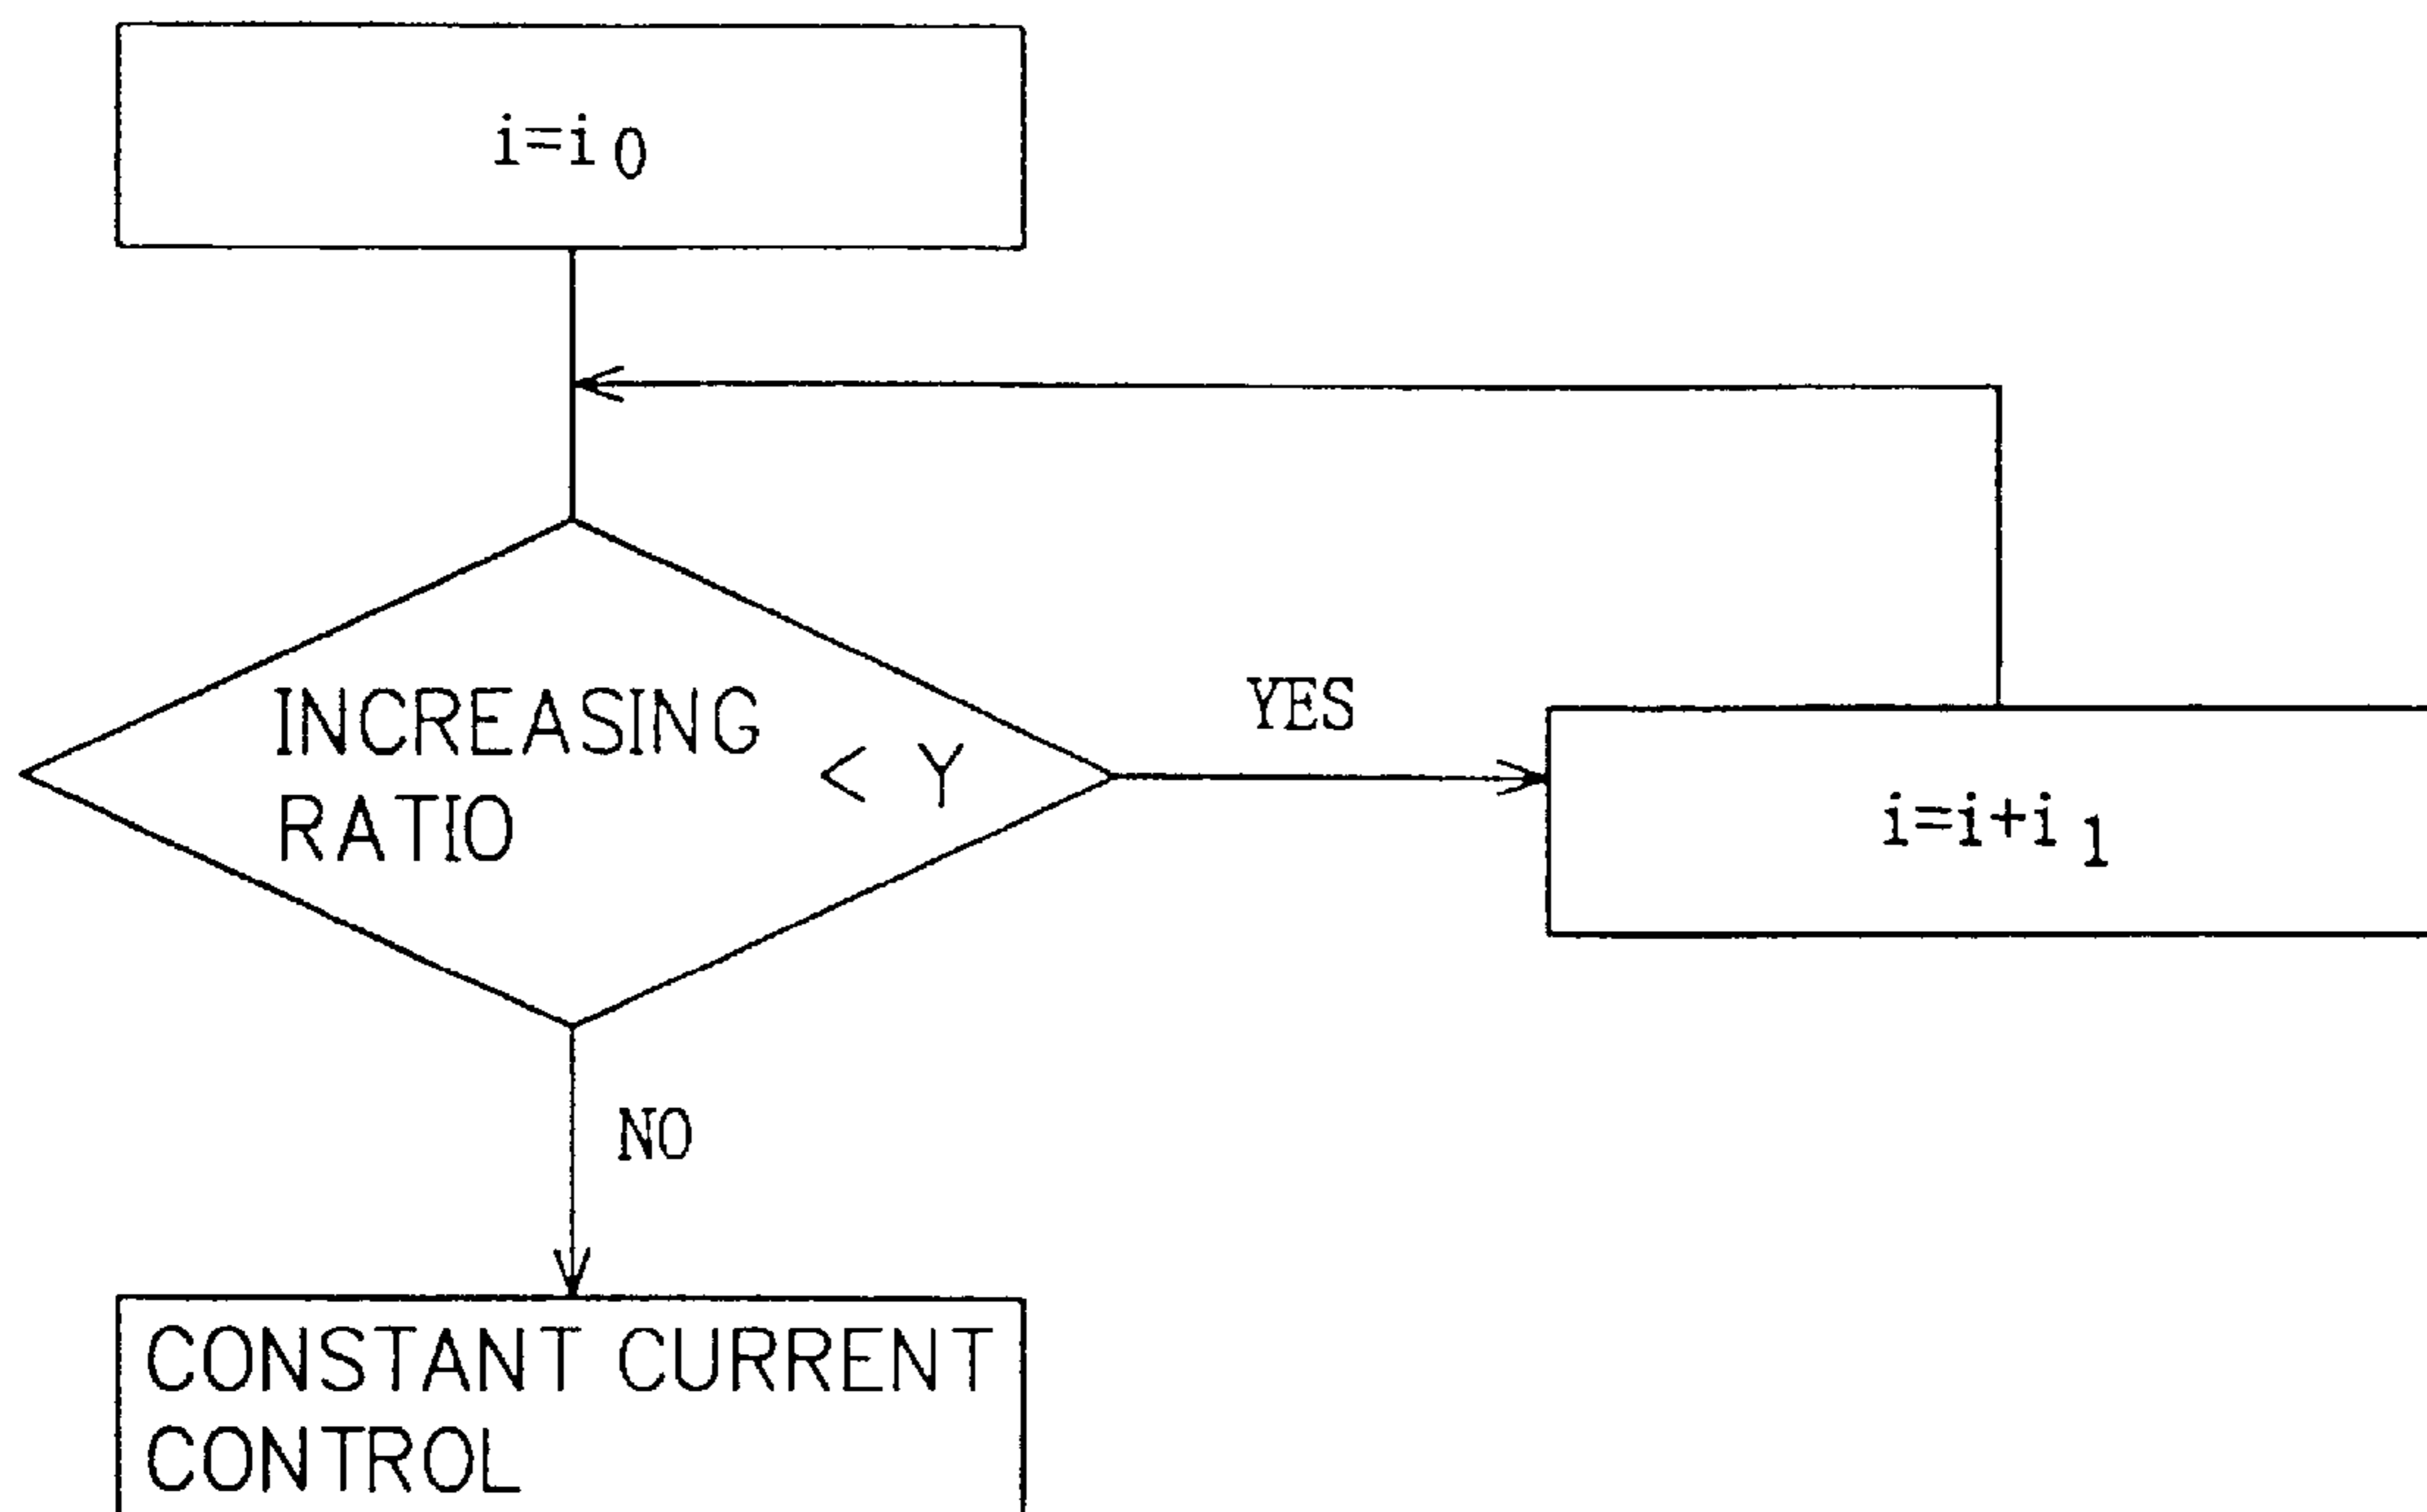 i=i₀
INCREASING
RATIO
< Y
YES
i=i+i₁
NO
CONSTANT CURRENT
CONTROL